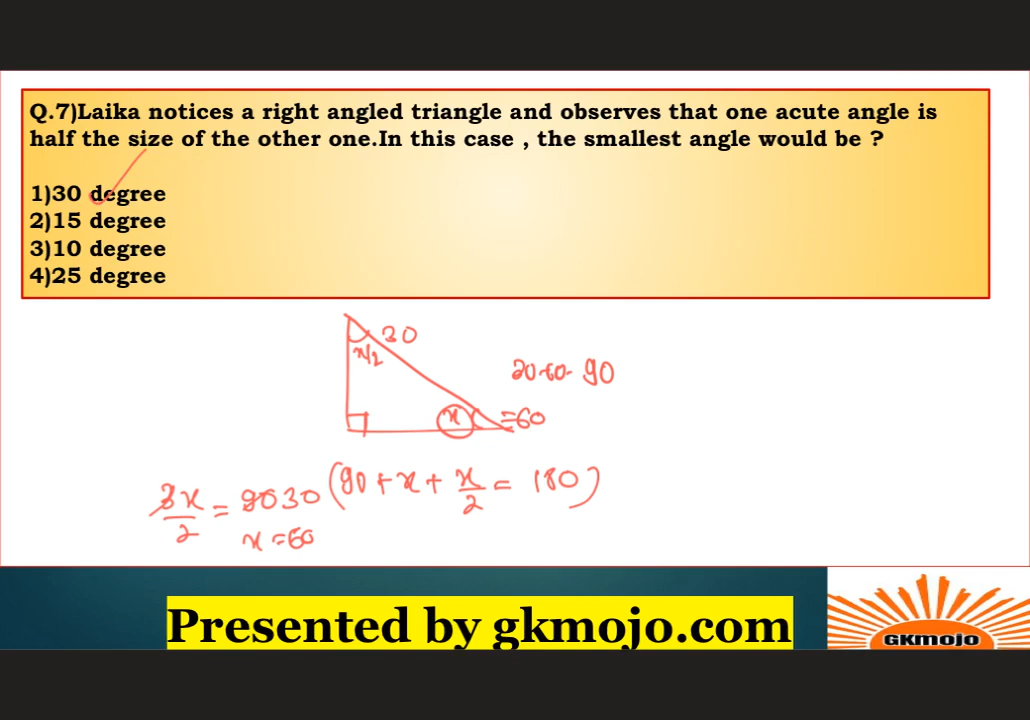 Q.7)Laika notices a right angled triangle and observes that one acute angle is
half the size of the other one.In this case , the smallest angle would be ?
1)30 degree
2)15 degree
3)10 degree
4)25 degree
30
x/2
90
x =60
(90 + x + x/2 = 180)
3x/2 = 90 30
x = 60
Presented by gkmojo.com
GKmojo